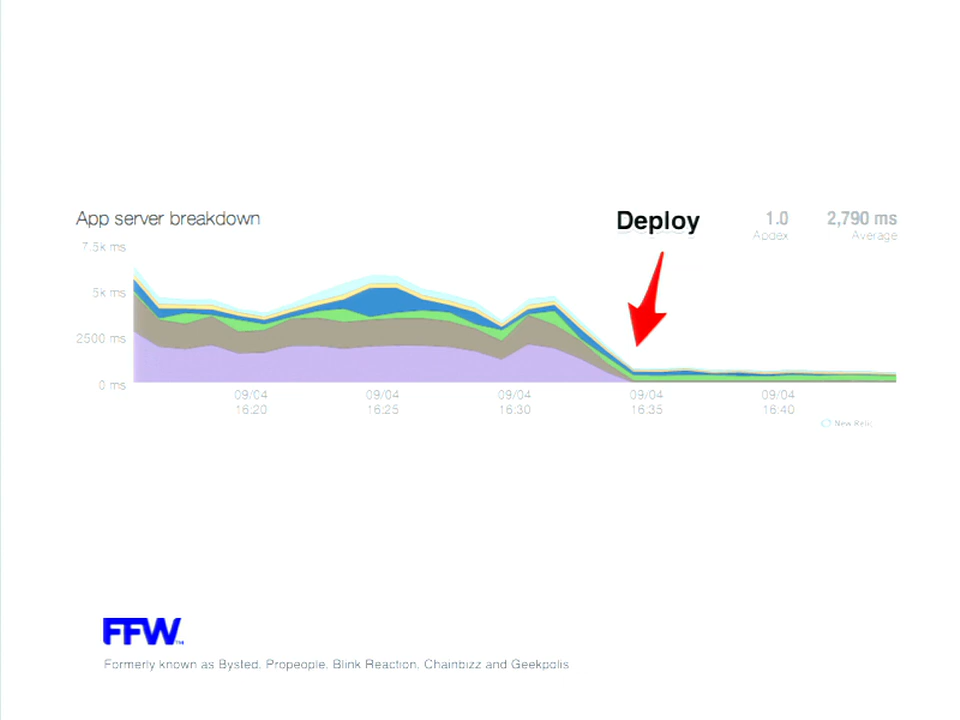 App server breakdown
Deploy
1.0
Apdex
2,790 ms
Average
7.5k ms
5k ms
2500 ms
0 ms
09/04
16:20
09/04
16:25
09/04
16:30
09/04
16:35
09/04
16:40
New Relic
FFW™
Formerly known as Bysted, Propeople, Blink Reaction, Chainbizz and Geekpolis